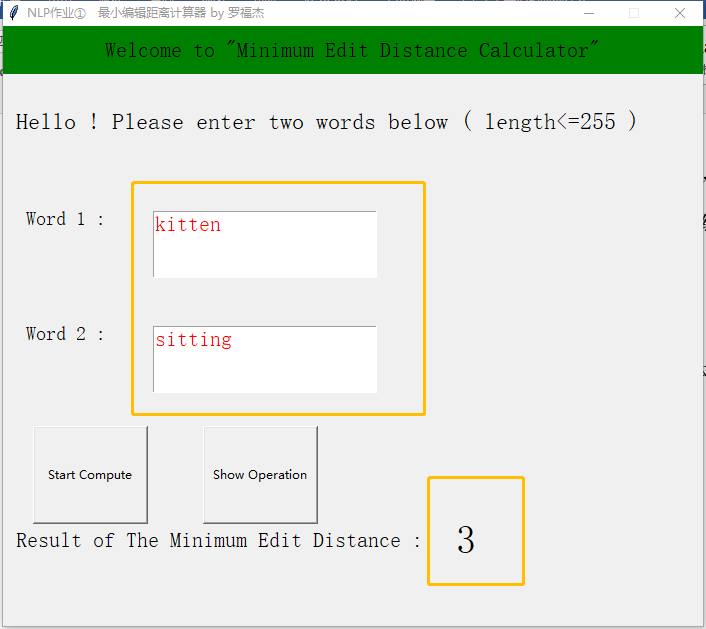 NLP作业① 最小编辑距离计算器 by 罗福杰
Welcome to "Minimum Edit Distance Calculator"
Hello ! Please enter two words below ( length<=255 )
Word 1 :
kitten
Word 2 :
sitting
Start Compute
Show Operation
Result of The Minimum Edit Distance :
3